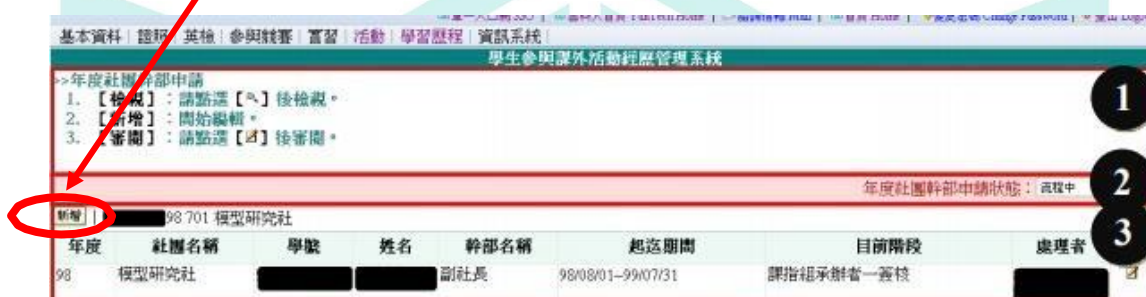 基本資料 | 證照 | 英檢 | 參與競賽 | 實習 | 活動 | 學習歷程 | 資訊系統 |
學生參與課外活動經歷管理系統
>>年度社團幹部申請
1. 【檢視】：請點選【】後檢視。
2. 【新增】：開始編輯。
3. 【審閱】：請點選【】後審閱。
1
年度社團幹部申請狀態： 流程中
2
新增 | 98 701 模型研究社
3
年度 社團名稱 學號 姓名 幹部名稱 起迄期間 目前階段 處理者
98 模型研究社 副社長 98/08/01--99/07/31 課指組承辦者一簽核